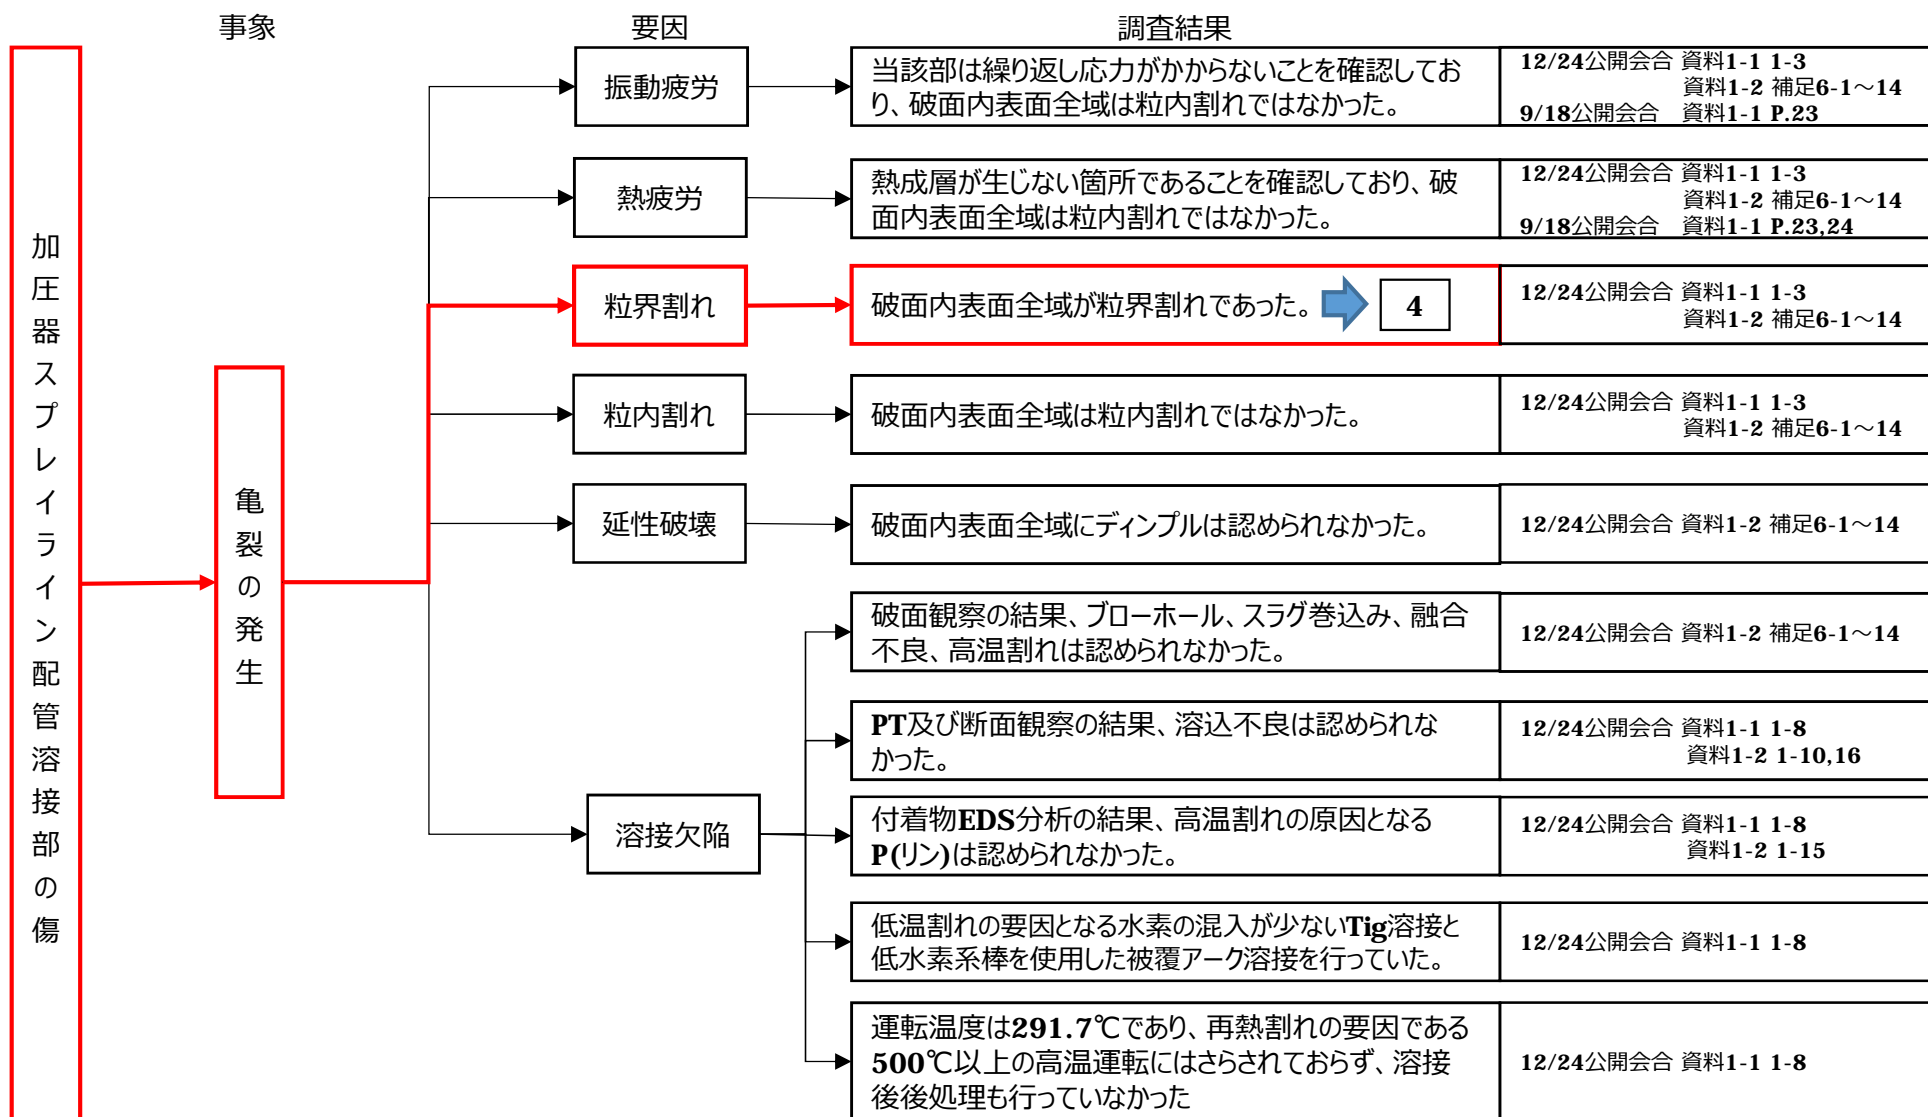 事象
要因
調査結果
加圧器スプレイライン配管溶接部の傷
亀裂の発生
振動疲労
当該部は繰り返し応力がかからないことを確認してお
り、破面内表面全域は粒内割れではなかった。
12/24公開会合 資料1-1 1-3
資料1-2 補足6-1～14
9/18公開会合 資料1-1 P.23
熱疲労
熱成層が生じない箇所であることを確認しており、破
面内表面全域は粒内割れではなかった。
12/24公開会合 資料1-1 1-3
資料1-2 補足6-1～14
9/18公開会合 資料1-1 P.23,24
粒界割れ
破面内表面全域が粒界割れであった。 4
12/24公開会合 資料1-1 1-3
資料1-2 補足6-1～14
粒内割れ
破面内表面全域は粒内割れではなかった。
12/24公開会合 資料1-1 1-3
資料1-2 補足6-1～14
延性破壊
破面内表面全域にディンプルは認められなかった。
12/24公開会合 資料1-2 補足6-1～14
溶接欠陥
破面観察の結果、ブローホール、スラグ巻込み、融合
不良、高温割れは認められなかった。
12/24公開会合 資料1-2 補足6-1～14
PT及び断面観察の結果、溶込不良は認められな
かった。
12/24公開会合 資料1-1 1-8
資料1-2 1-10,16
付着物EDS分析の結果、高温割れの原因となる
P(リン)は認められなかった。
12/24公開会合 資料1-1 1-8
資料1-2 1-15
低温割れの要因となる水素の混入が少ないTig溶接と
低水素系棒を使用した被覆アーク溶接を行っていた。
12/24公開会合 資料1-1 1-8
運転温度は291.7℃であり、再熱割れの要因である
500℃以上の高温運転にはさらされておらず、溶接
後後処理も行っていなかった
12/24公開会合 資料1-1 1-8